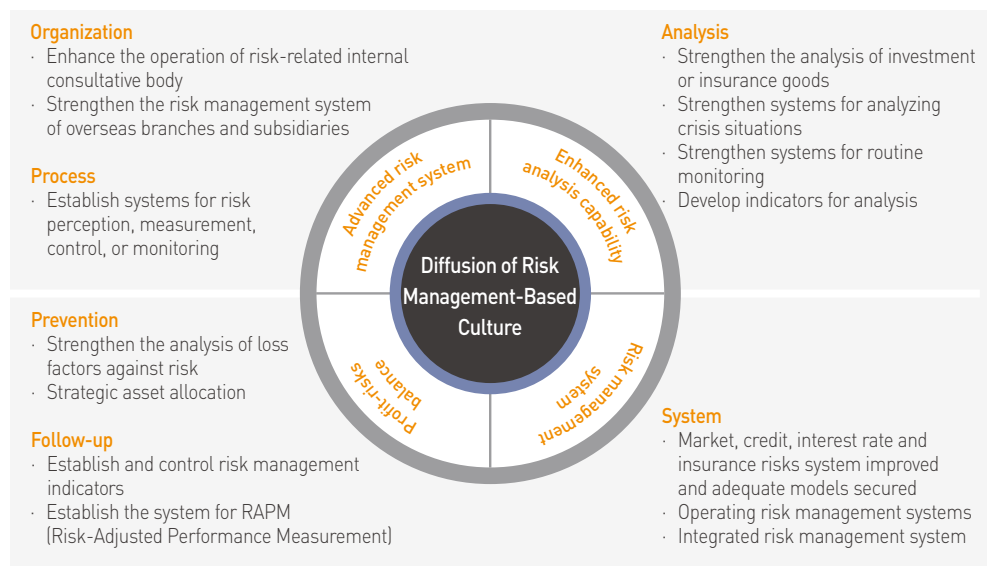 Organization
· Enhance the operation of risk-related internal
consultative body
· Strengthen the risk management system
of overseas branches and subsidiaries
Process
· Establish systems for risk
perception, measurement,
control, or monitoring
Analysis
· Strengthen the analysis of investment
or insurance goods
· Strengthen systems for analyzing
crisis situations
· Strengthen systems for routine
monitoring
· Develop indicators for analysis
Advanced risk
management system
Enhanced risk
analysis capability
Diffusion of Risk
Management-Based
Culture
Profit-risks
balance
Risk management
system
Prevention
· Strengthen the analysis of loss
factors against risk
· Strategic asset allocation
Follow-up
· Establish and control risk management
indicators
· Establish the system for RAPM
(Risk-Adjusted Performance Measurement)
System
· Market, credit, interest rate and
insurance risks system improved
and adequate models secured
· Operating risk management systems
· Integrated risk management system